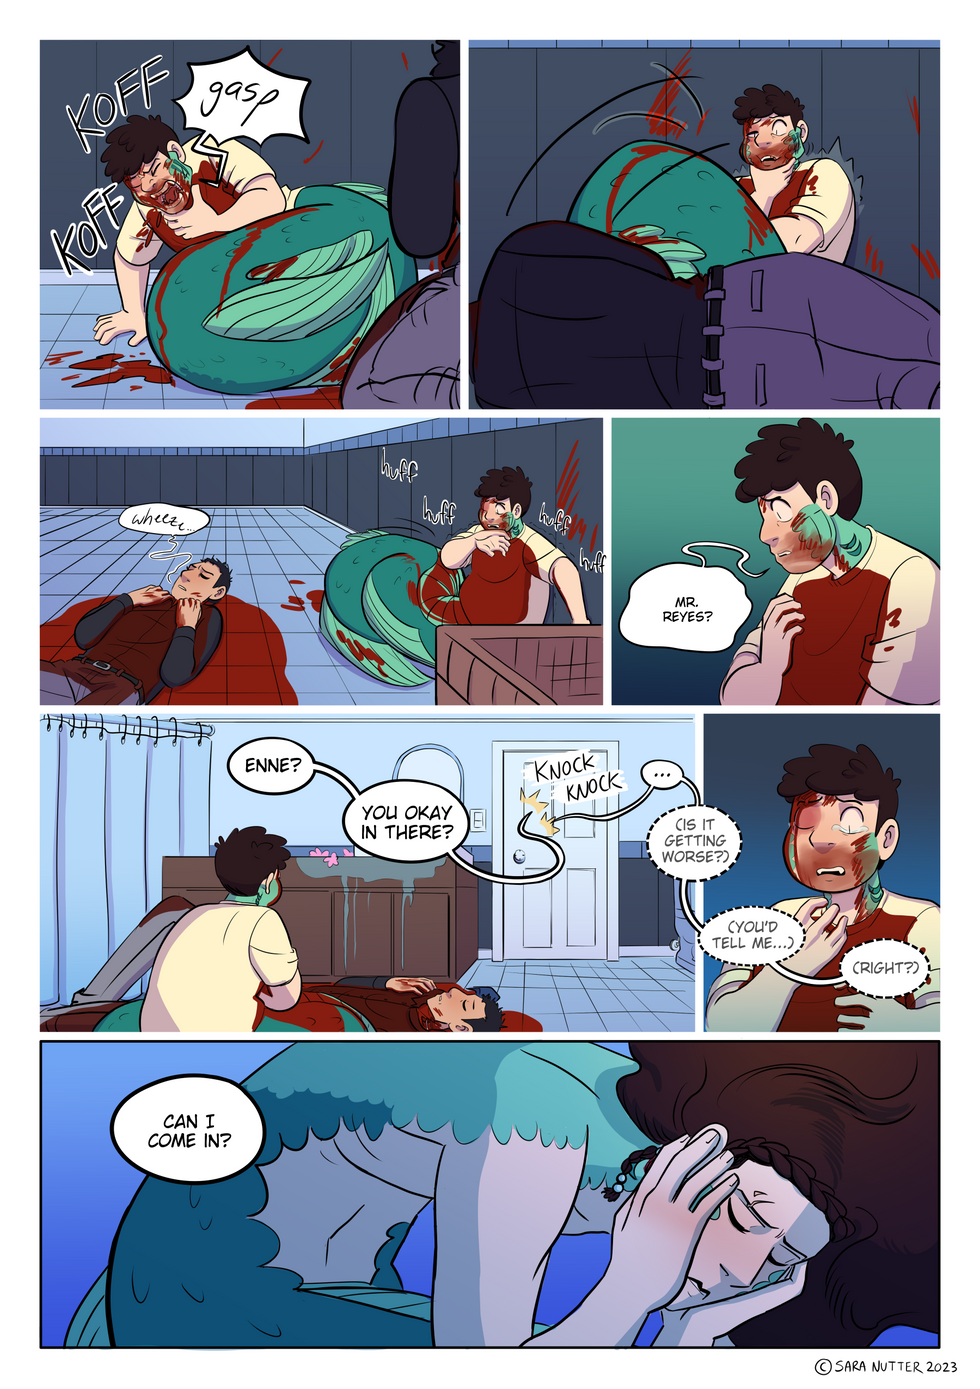 KOFF
gasp
KOFF
wheeze...
huff
huff
huff
huff
MR.
REYES?
ENNE?
YOU OKAY
IN THERE?
KNOCK
KNOCK
...
(IS IT
GETTING
WORSE?)
(YOU'D
TELL ME...)
(RIGHT?)
CAN I
COME IN?
© SARA NUTTER 2023